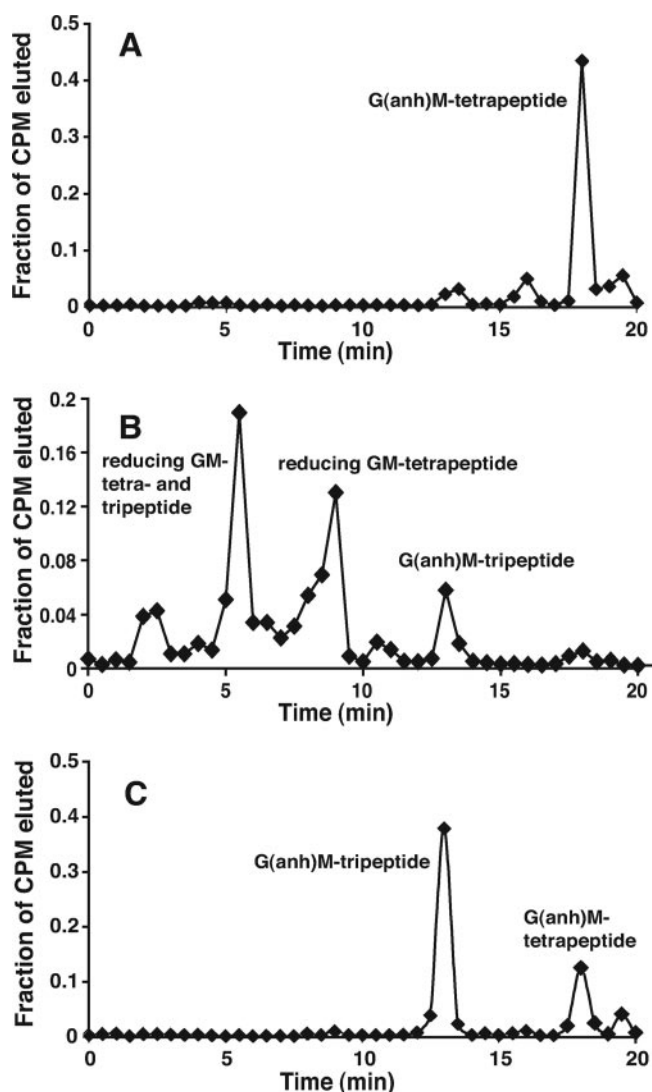 A
Fraction of CPM eluted
0.5
0.4
0.3
0.2
0.1
0
G(anh)M-tetrapeptide
0 5 10 15 20
Time (min)
B
Fraction of CPM eluted
0.2
0.16
0.12
0.08
0.04
0
reducing GM-
tetra- and
tripeptide
reducing GM-tetrapeptide
G(anh)M-tripeptide
0 5 10 15 20
Time (min)
C
Fraction of CPM eluted
0.5
0.4
0.3
0.2
0.1
0
G(anh)M-tripeptide
G(anh)M-
tetrapeptide
0 5 10 15 20
Time (min)